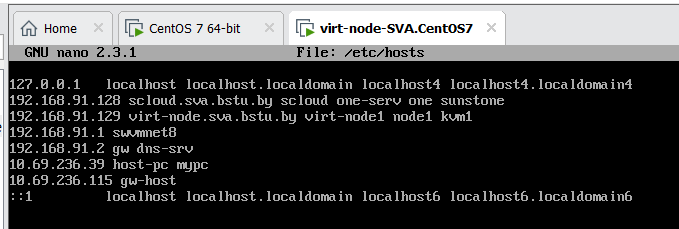 Home CentOS 7 64-bit virt-node-SVA.CentOS7
GNU nano 2.3.1 File: /etc/hosts
127.0.0.1 localhost localhost.localdomain localhost4 localhost4.localdomain4
192.168.91.128 scloud.sva.bstu.by scloud one-serv one sunstone
192.168.91.129 virt-node.sva.bstu.by virt-node1 node1 kvm1
192.168.91.1 swvmnet8
192.168.91.2 gw dns-srv
10.69.236.39 host-pc mypc
10.69.236.115 gw-host
::1 localhost localhost.localdomain localhost6 localhost6.localdomain6